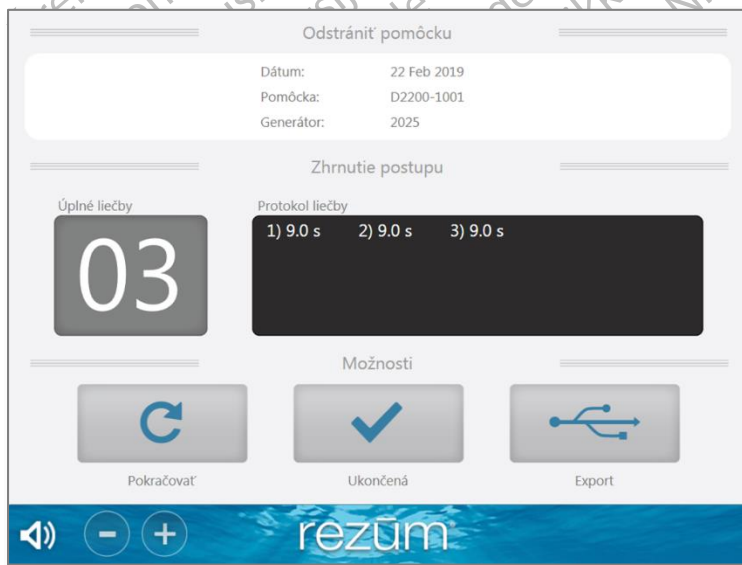 Odstrániť pomôcku
Dátum: 22 Feb 2019
Pomôcka: D2200-1001
Generátor: 2025
Zhrnutie postupu
Úplné liečby
Protokol liečby
03
1) 9.0 s 2) 9.0 s 3) 9.0 s
Možnosti
Pokračovať
Ukončená
Export
rezūm